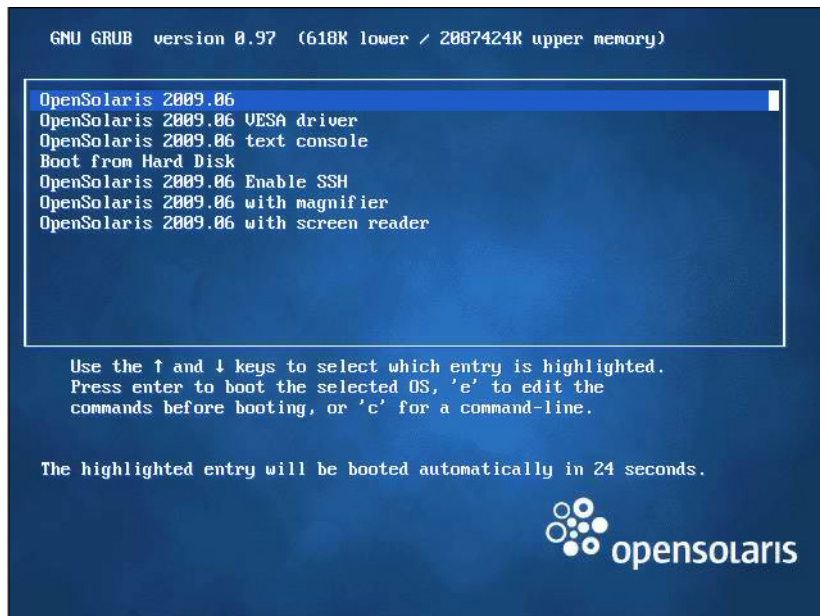 GNU GRUB version 0.97 (618K lower / 2087424K upper memory)
OpenSolaris 2009.06
OpenSolaris 2009.06 VESA driver
OpenSolaris 2009.06 text console
Boot from Hard Disk
OpenSolaris 2009.06 Enable SSH
OpenSolaris 2009.06 with magnifier
OpenSolaris 2009.06 with screen reader
Use the ↑ and ↓ keys to select which entry is highlighted.
Press enter to boot the selected OS, 'e' to edit the
commands before booting, or 'c' for a command-line.
The highlighted entry will be booted automatically in 24 seconds.
opensolaris